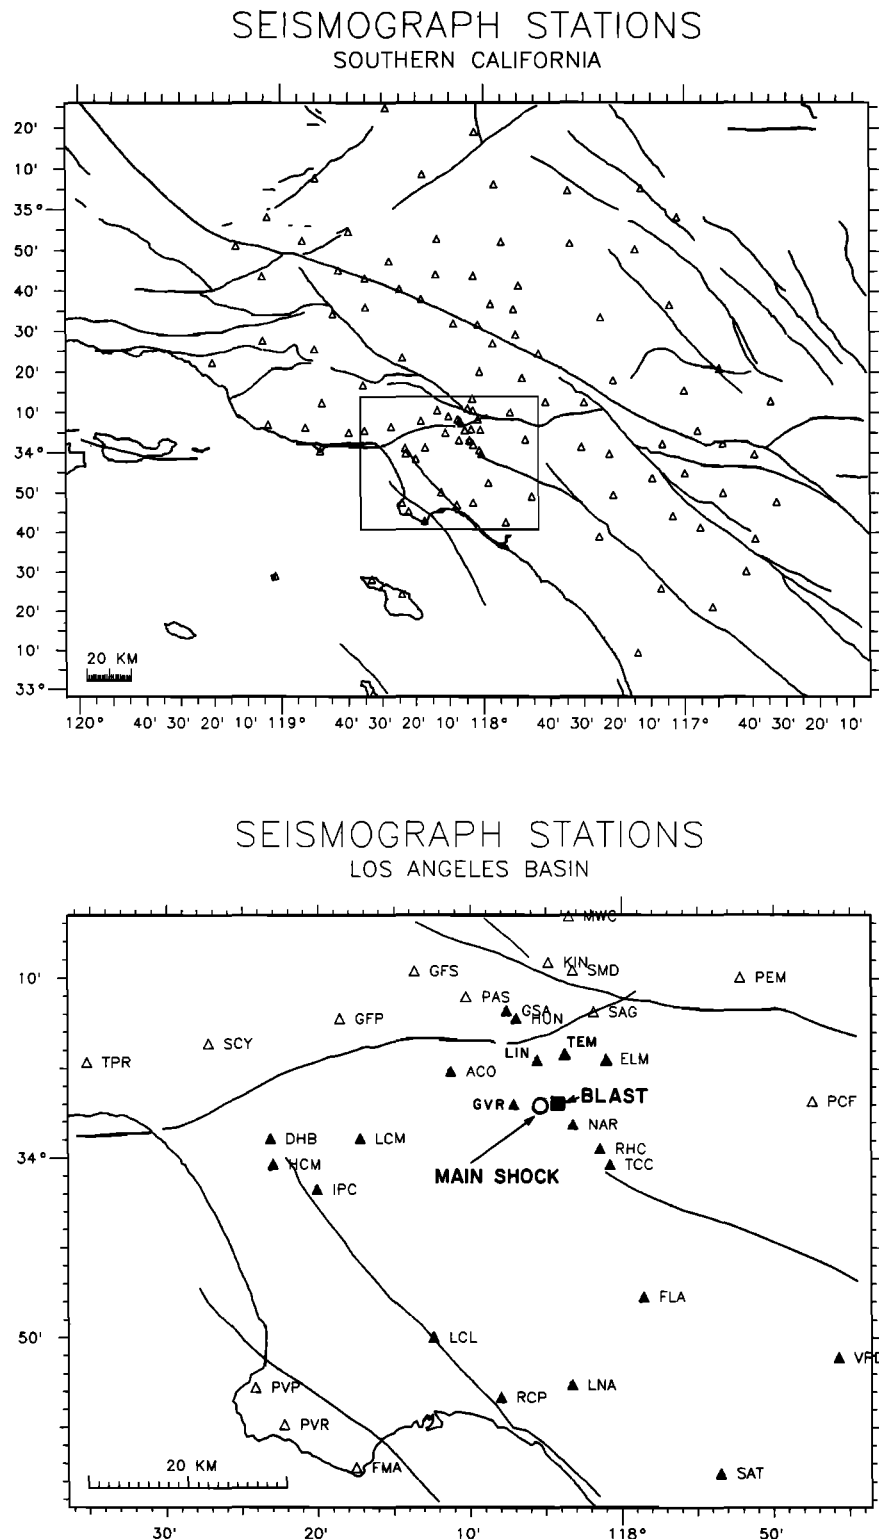 SEISMOGRAPH STATIONS
SOUTHERN CALIFORNIA
20'
10'
35°
50'
40'
30'
20'
10'
34°
50'
40'
30'
20'
10'
33°
20 KM
120° 40' 30' 20' 119° 40' 30' 20' 10' 118° 40' 30' 20' 10' 117° 40' 30' 20' 10'
SEISMOGRAPH STATIONS
LOS ANGELES BASIN
MWC
10' GFS KIN SMD PEM
PAS GSA HUN SAG
GFP
SCY
TPR LIN TEM ELM
ACO
GVR BLAST PCF
NAR
DHB LCM RHC
34° HCM MAIN SHOCK TCC
IPC
FLA
50' LCL
VPD
PVP RCP LNA
PVR
20 KM FMA SAT
30' 20' 10' 118° 50'